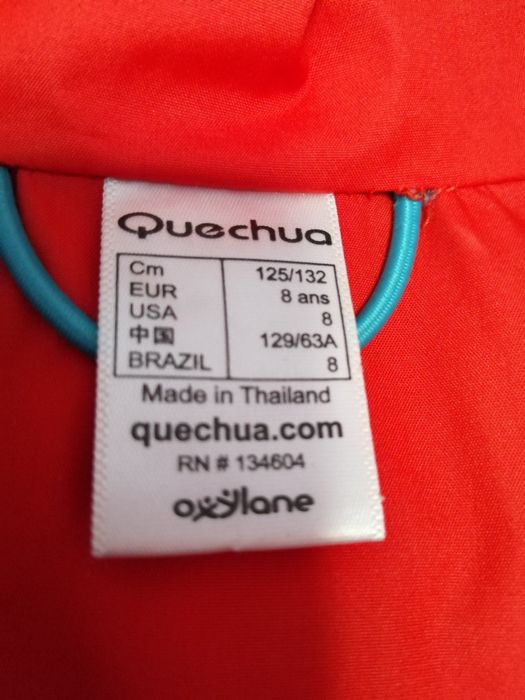 Quechua
Cm 125/132
EUR 8 ans
USA 8
中国 129/63A
BRAZIL 8
Made in Thailand
quechua.com
RN # 134604
oxylane